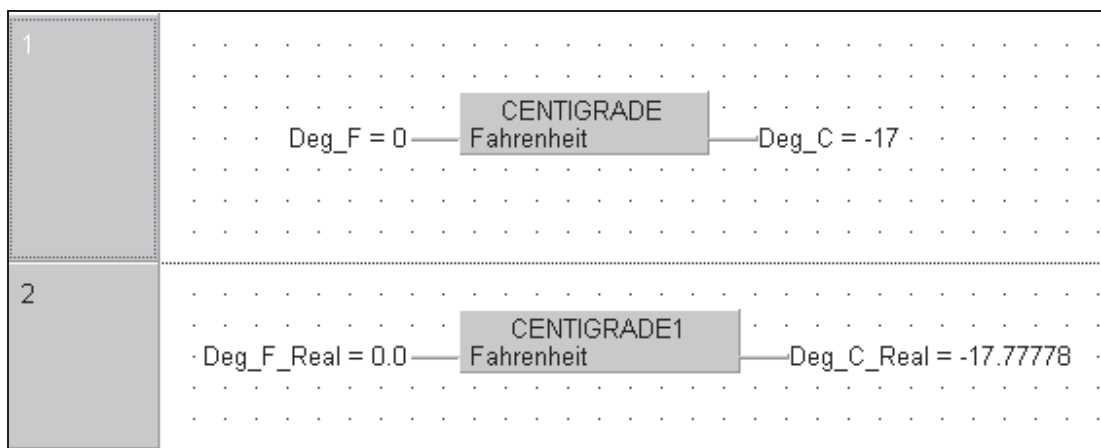 1
CENTIGRADE
Deg_F = 0 Fahrenheit Deg_C = -17
2
CENTIGRADE1
Deg_F_Real = 0.0 Fahrenheit Deg_C_Real = -17.77778